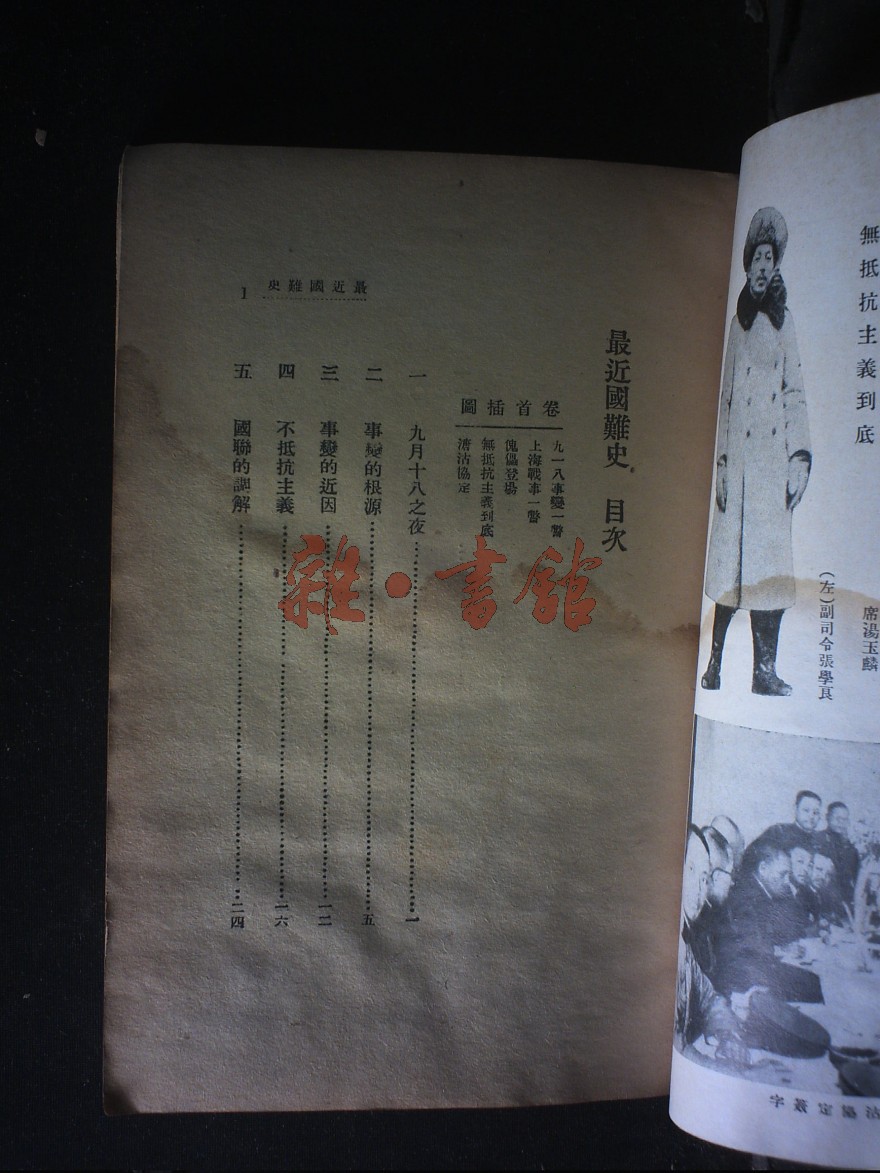 無抵抗主義到底
席湯玉麟
(左)副司令張學良
沽協定簽字
最近國難史 目次
卷首插圖
九一八事變一瞥
上海戰事一瞥
傀儡登場
無抵抗主義到底
溏沽協定
一 九月十八之夜 一
二 事變的根源 五
三 事變的近因 一二
四 不抵抗主義 一六
五 國聯的調解 二四
最近國難史
1
雜·書館